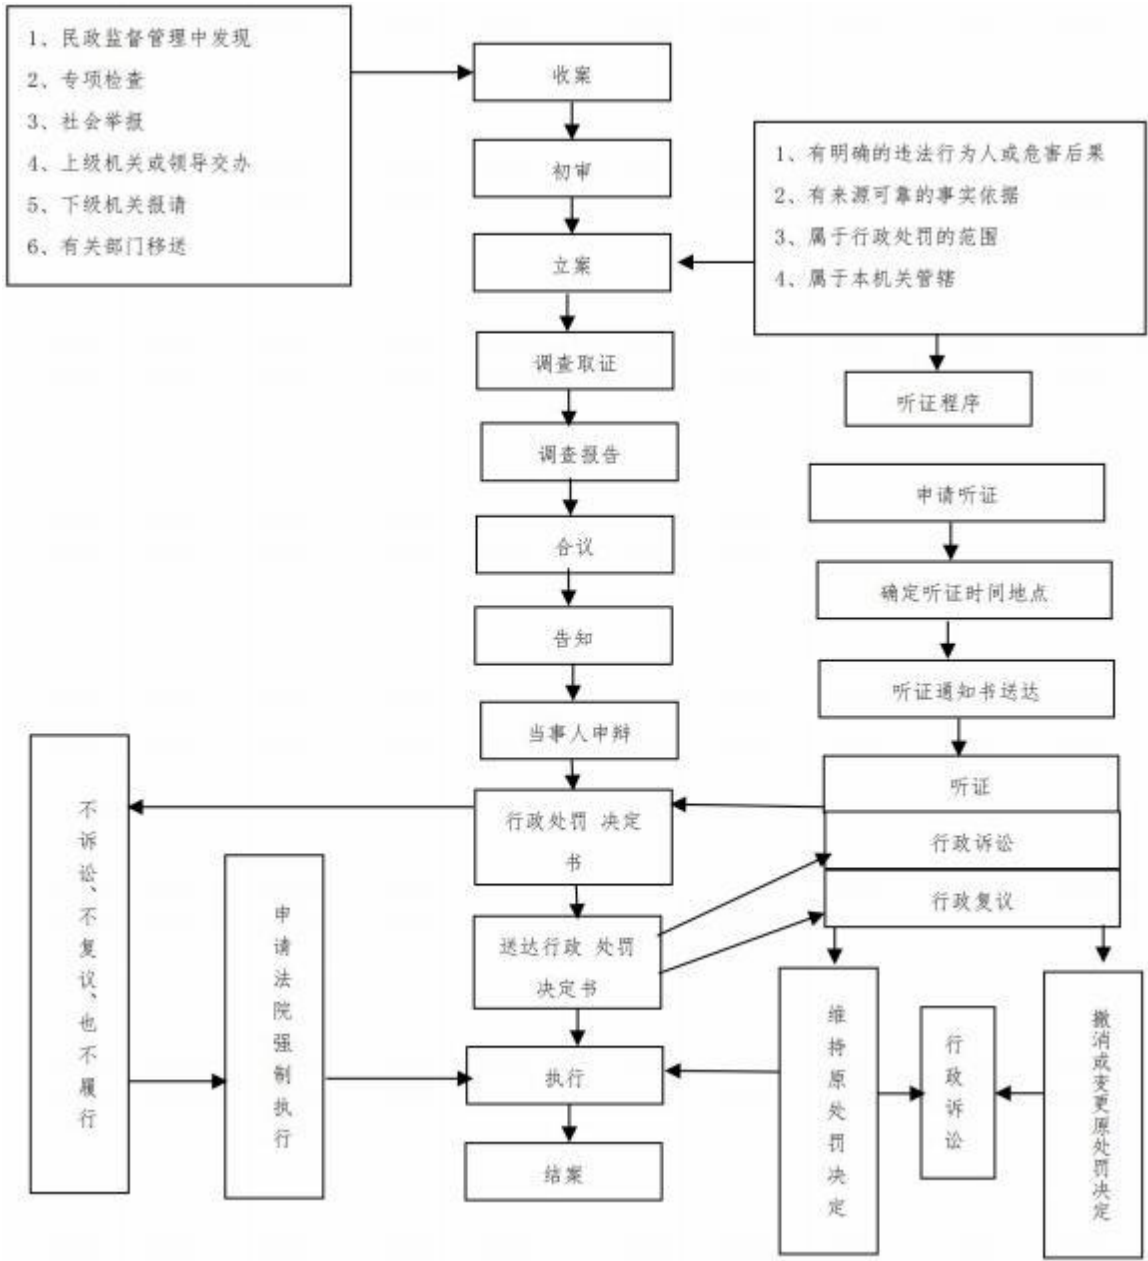 1、民政监督管理中发现
2、专项检查
3、社会举报
4、上级机关或领导交办
5、下级机关报请
6、有关部门移送
收案
初审
立案
1、有明确的违法行为人或危害后果
2、有来源可靠的事实依据
3、属于行政处罚的范围
4、属于本机关管辖
调查取证
听证程序
调查报告
申请听证
合议
确定听证时间地点
告知
听证通知书送达
当事人申辩
听证
行政处罚 决定
书
行政诉讼
行政复议
送达行政 处罚
决定书
不诉讼、不复议、也不履行
申请法院强制执行
执行
结案
维持原处罚决定
行政诉讼
撤消或变更原处罚决定